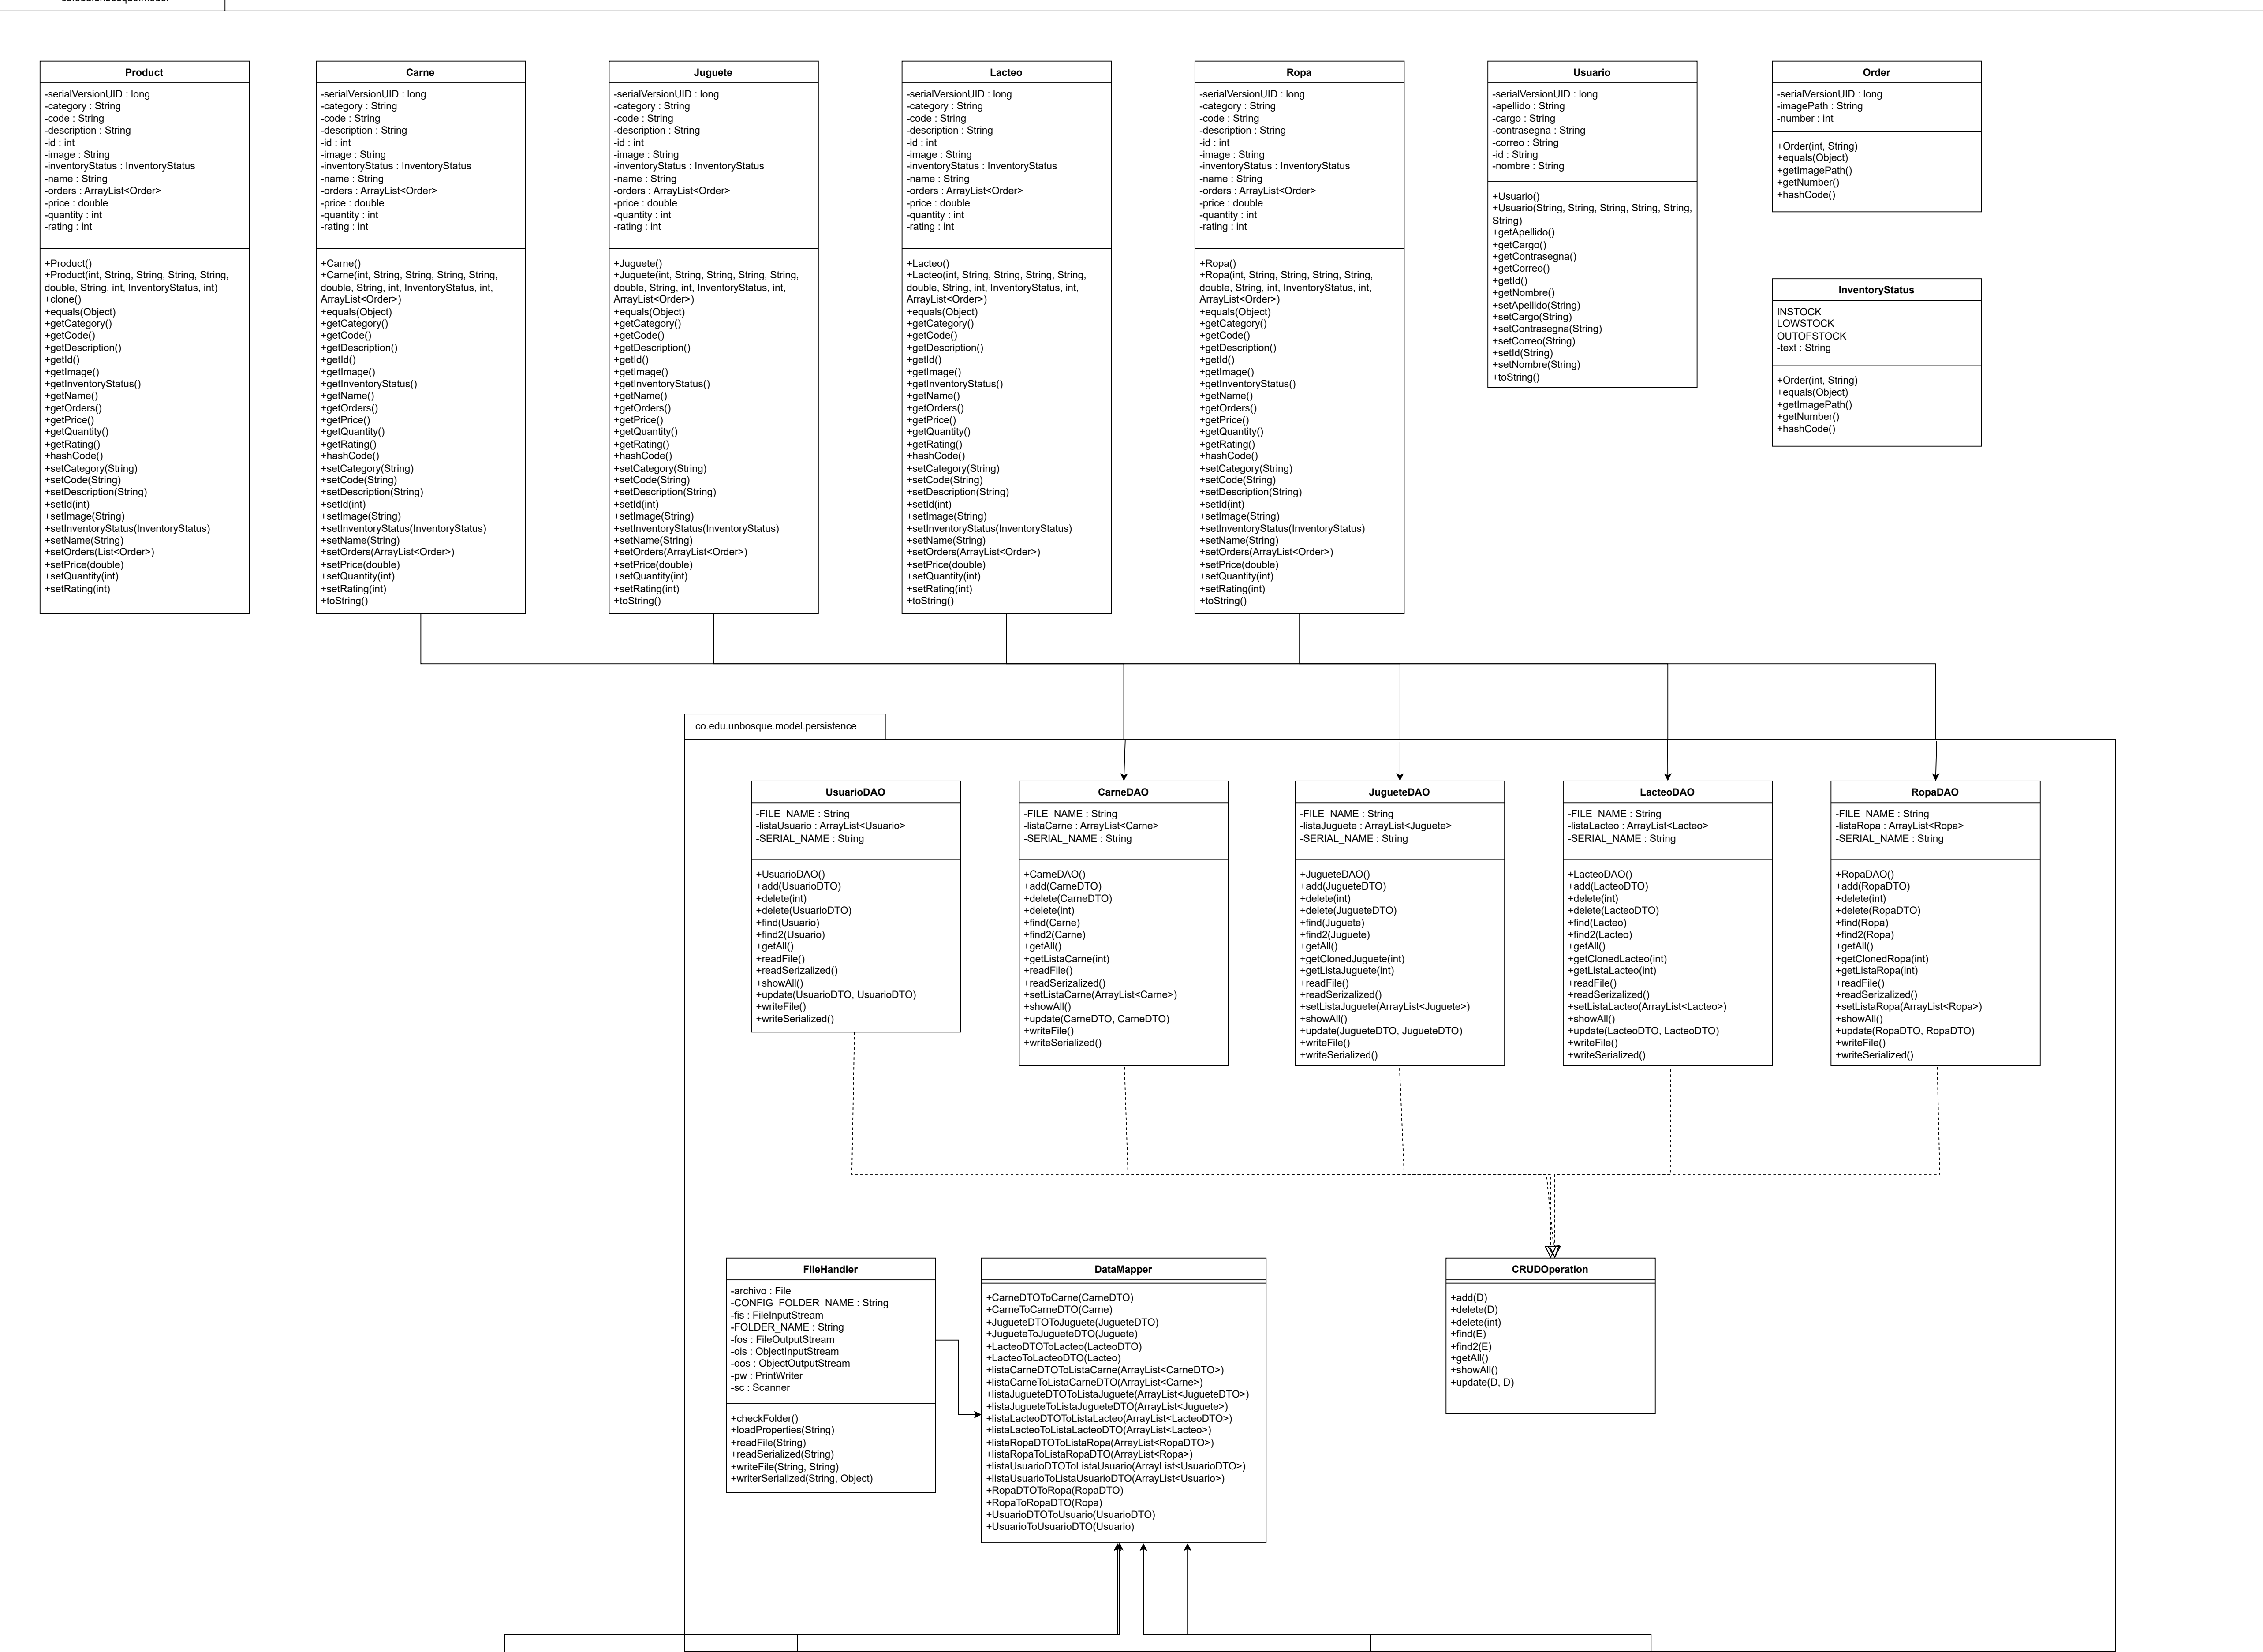 co.edu.unbosque.model
Product
-serialVersionUID : long
-category : String
-code : String
-description : String
-id : int
-image : String
-inventoryStatus : InventoryStatus
-name : String
-orders : ArrayList<Order>
-price : double
-quantity : int
-rating : int
+Product()
+Product(int, String, String, String, String,
double, String, int, InventoryStatus, int)
+clone()
+equals(Object)
+getCategory()
+getCode()
+getDescription()
+getId()
+getImage()
+getInventoryStatus()
+getName()
+getOrders()
+getPrice()
+getQuantity()
+getRating()
+hashCode()
+setCategory(String)
+setCode(String)
+setDescription(String)
+setId(int)
+setImage(String)
+setInventoryStatus(InventoryStatus)
+setName(String)
+setOrders(List<Order>)
+setPrice(double)
+setQuantity(int)
+setRating(int)
Carne
-serialVersionUID : long
-category : String
-code : String
-description : String
-id : int
-image : String
-inventoryStatus : InventoryStatus
-name : String
-orders : ArrayList<Order>
-price : double
-quantity : int
-rating : int
+Carne()
+Carne(int, String, String, String, String,
double, String, int, InventoryStatus, int,
ArrayList<Order>)
+equals(Object)
+getCategory()
+getCode()
+getDescription()
+getId()
+getImage()
+getInventoryStatus()
+getName()
+getOrders()
+getPrice()
+getQuantity()
+getRating()
+hashCode()
+setCategory(String)
+setCode(String)
+setDescription(String)
+setId(int)
+setImage(String)
+setInventoryStatus(InventoryStatus)
+setName(String)
+setOrders(ArrayList<Order>)
+setPrice(double)
+setQuantity(int)
+setRating(int)
+toString()
Juguete
-serialVersionUID : long
-category : String
-code : String
-description : String
-id : int
-image : String
-inventoryStatus : InventoryStatus
-name : String
-orders : ArrayList<Order>
-price : double
-quantity : int
-rating : int
+Juguete()
+Juguete(int, String, String, String, String,
double, String, int, InventoryStatus, int,
ArrayList<Order>)
+equals(Object)
+getCategory()
+getCode()
+getDescription()
+getId()
+getImage()
+getInventoryStatus()
+getName()
+getOrders()
+getPrice()
+getQuantity()
+getRating()
+hashCode()
+setCategory(String)
+setCode(String)
+setDescription(String)
+setId(int)
+setImage(String)
+setInventoryStatus(InventoryStatus)
+setName(String)
+setOrders(ArrayList<Order>)
+setPrice(double)
+setQuantity(int)
+setRating(int)
+toString()
Lacteo
-serialVersionUID : long
-category : String
-code : String
-description : String
-id : int
-image : String
-inventoryStatus : InventoryStatus
-name : String
-orders : ArrayList<Order>
-price : double
-quantity : int
-rating : int
+Lacteo()
+Lacteo(int, String, String, String, String,
double, String, int, InventoryStatus, int,
ArrayList<Order>)
+equals(Object)
+getCategory()
+getCode()
+getDescription()
+getId()
+getImage()
+getInventoryStatus()
+getName()
+getOrders()
+getPrice()
+getQuantity()
+getRating()
+hashCode()
+setCategory(String)
+setCode(String)
+setDescription(String)
+setId(int)
+setImage(String)
+setInventoryStatus(InventoryStatus)
+setName(String)
+setOrders(ArrayList<Order>)
+setPrice(double)
+setQuantity(int)
+setRating(int)
+toString()
Ropa
-serialVersionUID : long
-category : String
-code : String
-description : String
-id : int
-image : String
-inventoryStatus : InventoryStatus
-name : String
-orders : ArrayList<Order>
-price : double
-quantity : int
-rating : int
+Ropa()
+Ropa(int, String, String, String, String,
double, String, int, InventoryStatus, int,
ArrayList<Order>)
+equals(Object)
+getCategory()
+getCode()
+getDescription()
+getId()
+getImage()
+getInventoryStatus()
+getName()
+getOrders()
+getPrice()
+getQuantity()
+getRating()
+hashCode()
+setCategory(String)
+setCode(String)
+setDescription(String)
+setId(int)
+setImage(String)
+setInventoryStatus(InventoryStatus)
+setName(String)
+setOrders(ArrayList<Order>)
+setPrice(double)
+setQuantity(int)
+setRating(int)
+toString()
Usuario
-serialVersionUID : long
-apellido : String
-cargo : String
-contrasegna : String
-correo : String
-id : String
-nombre : String
+Usuario()
+Usuario(String, String, String, String, String,
String)
+getApellido()
+getCargo()
+getContrasegna()
+getCorreo()
+getId()
+getNombre()
+setApellido(String)
+setCargo(String)
+setContrasegna(String)
+setCorreo(String)
+setId(String)
+setNombre(String)
+toString()
Order
-serialVersionUID : long
-imagePath : String
-number : int
+Order(int, String)
+equals(Object)
+getImagePath()
+getNumber()
+hashCode()
InventoryStatus
INSTOCK
LOWSTOCK
OUTOFSTOCK
-text : String
+Order(int, String)
+equals(Object)
+getImagePath()
+getNumber()
+hashCode()
co.edu.unbosque.model.persistence
UsuarioDAO
-FILE_NAME : String
-listaUsuario : ArrayList<Usuario>
-SERIAL_NAME : String
+UsuarioDAO()
+add(UsuarioDTO)
+delete(int)
+delete(UsuarioDTO)
+find(Usuario)
+find2(Usuario)
+getAll()
+readFile()
+readSerizalized()
+showAll()
+update(UsuarioDTO, UsuarioDTO)
+writeFile()
+writeSerialized()
CarneDAO
-FILE_NAME : String
-listaCarne : ArrayList<Carne>
-SERIAL_NAME : String
+CarneDAO()
+add(CarneDTO)
+delete(CarneDTO)
+delete(int)
+find(Carne)
+find2(Carne)
+getAll()
+getListaCarne(int)
+readFile()
+readSerizalized()
+setListaCarne(ArrayList<Carne>)
+showAll()
+update(CarneDTO, CarneDTO)
+writeFile()
+writeSerialized()
JugueteDAO
-FILE_NAME : String
-listaJuguete : ArrayList<Juguete>
-SERIAL_NAME : String
+JugueteDAO()
+add(JugueteDTO)
+delete(int)
+delete(JugueteDTO)
+find(Juguete)
+find2(Juguete)
+getAll()
+getClonedJuguete(int)
+getListaJuguete(int)
+readFile()
+readSerizalized()
+setListaJuguete(ArrayList<Juguete>)
+showAll()
+update(JugueteDTO, JugueteDTO)
+writeFile()
+writeSerialized()
LacteoDAO
-FILE_NAME : String
-listaLacteo : ArrayList<Lacteo>
-SERIAL_NAME : String
+LacteoDAO()
+add(LacteoDTO)
+delete(int)
+delete(LacteoDTO)
+find(Lacteo)
+find2(Lacteo)
+getAll()
+getClonedLacteo(int)
+getListaLacteo(int)
+readFile()
+readSerizalized()
+setListaLacteo(ArrayList<Lacteo>)
+showAll()
+update(LacteoDTO, LacteoDTO)
+writeFile()
+writeSerialized()
RopaDAO
-FILE_NAME : String
-listaRopa : ArrayList<Ropa>
-SERIAL_NAME : String
+RopaDAO()
+add(RopaDTO)
+delete(int)
+delete(RopaDTO)
+find(Ropa)
+find2(Ropa)
+getAll()
+getClonedRopa(int)
+getListaRopa(int)
+readFile()
+readSerizalized()
+setListaRopa(ArrayList<Ropa>)
+showAll()
+update(RopaDTO, RopaDTO)
+writeFile()
+writeSerialized()
FileHandler
-archivo : File
-CONFIG_FOLDER_NAME : String
-fis : FileInputStream
-FOLDER_NAME : String
-fos : FileOutputStream
-ois : ObjectInputStream
-oos : ObjectOutputStream
-pw : PrintWriter
-sc : Scanner
+checkFolder()
+loadProperties(String)
+readFile(String)
+readSerialized(String)
+writeFile(String, String)
+writerSerialized(String, Object)
DataMapper
+CarneDTOToCarne(CarneDTO)
+CarneToCarneDTO(Carne)
+JugueteDTOToJuguete(JugueteDTO)
+JugueteToJugueteDTO(Juguete)
+LacteoDTOToLacteo(LacteoDTO)
+LacteoToLacteoDTO(Lacteo)
+listaCarneDTOToListaCarne(ArrayList<CarneDTO>)
+listaCarneToListaCarneDTO(ArrayList<Carne>)
+listaJugueteDTOToListaJuguete(ArrayList<JugueteDTO>)
+listaJugueteToListaJugueteDTO(ArrayList<Juguete>)
+listaLacteoDTOToListaLacteo(ArrayList<LacteoDTO>)
+listaLacteoToListaLacteoDTO(ArrayList<Lacteo>)
+listaRopaDTOToListaRopa(ArrayList<RopaDTO>)
+listaRopaToListaRopaDTO(ArrayList<Ropa>)
+listaUsuarioDTOToListaUsuario(ArrayList<UsuarioDTO>)
+listaUsuarioToListaUsuarioDTO(ArrayList<Usuario>)
+RopaDTOToRopa(RopaDTO)
+RopaToRopaDTO(Ropa)
+UsuarioDTOToUsuario(UsuarioDTO)
+UsuarioToUsuarioDTO(Usuario)
CRUDOperation
+add(D)
+delete(D)
+delete(int)
+find(E)
+find2(E)
+getAll()
+showAll()
+update(D, D)